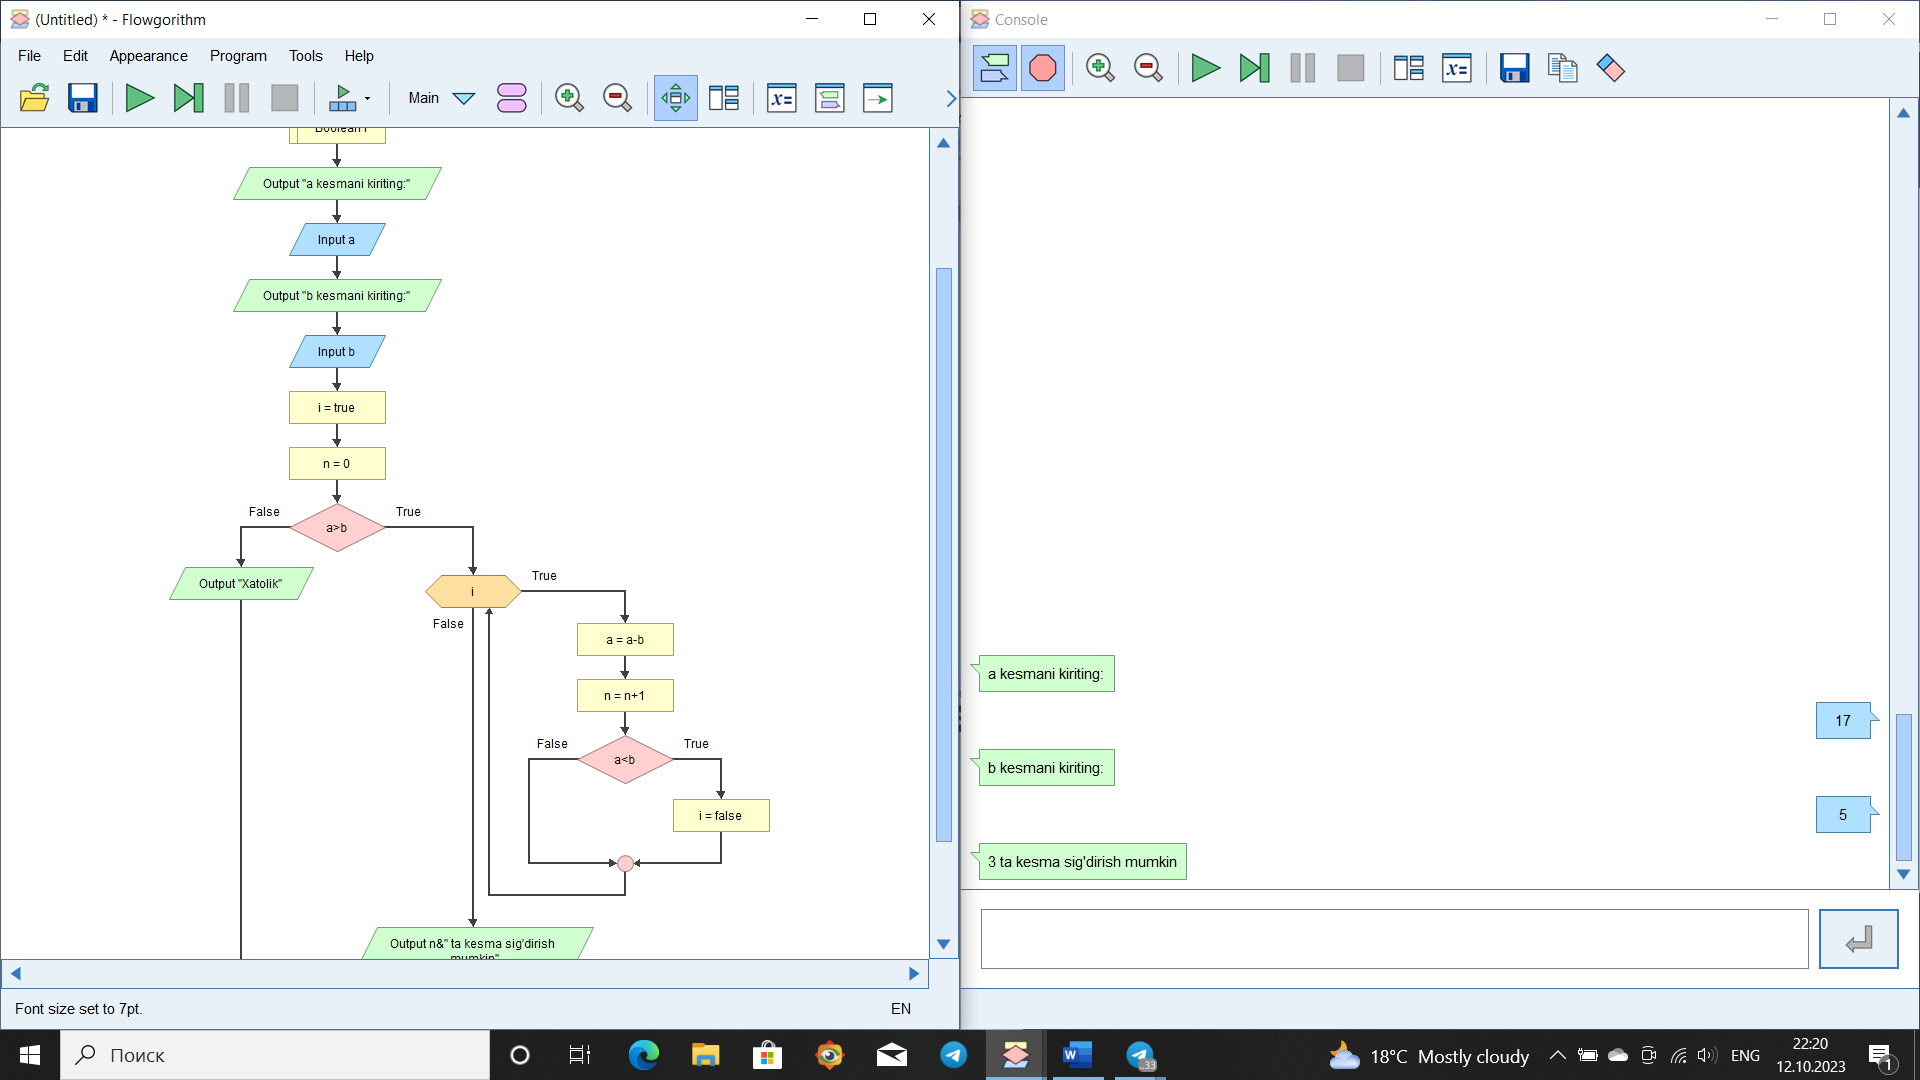 (Untitled) * - Flowgorithm
File Edit Appearance Program Tools Help
Main
Output "a kesmani kiriting:"
Input a
Output "b kesmani kiriting:"
Input b
i = true
n = 0
False
True
a>b
Output "Xatolik"
True
i
False
a = a-b
n = n+1
False
True
a<b
i = false
Output n&" ta kesma sig'dirish
mumkin"
Font size set to 7pt.
EN
Console
x=
x=
a kesmani kiriting:
17
b kesmani kiriting:
5
3 ta kesma sig'dirish mumkin
Поиск
W
.33
18°C Mostly cloudy
ENG
22:20
12.10.2023
1